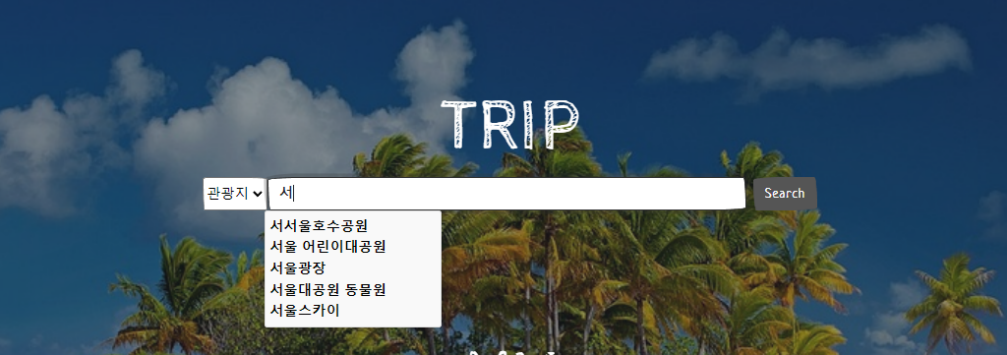 TRIP
관광지 세 Search
서서울호수공원
서울 어린이대공원
서울광장
서울대공원 동물원
서울스카이